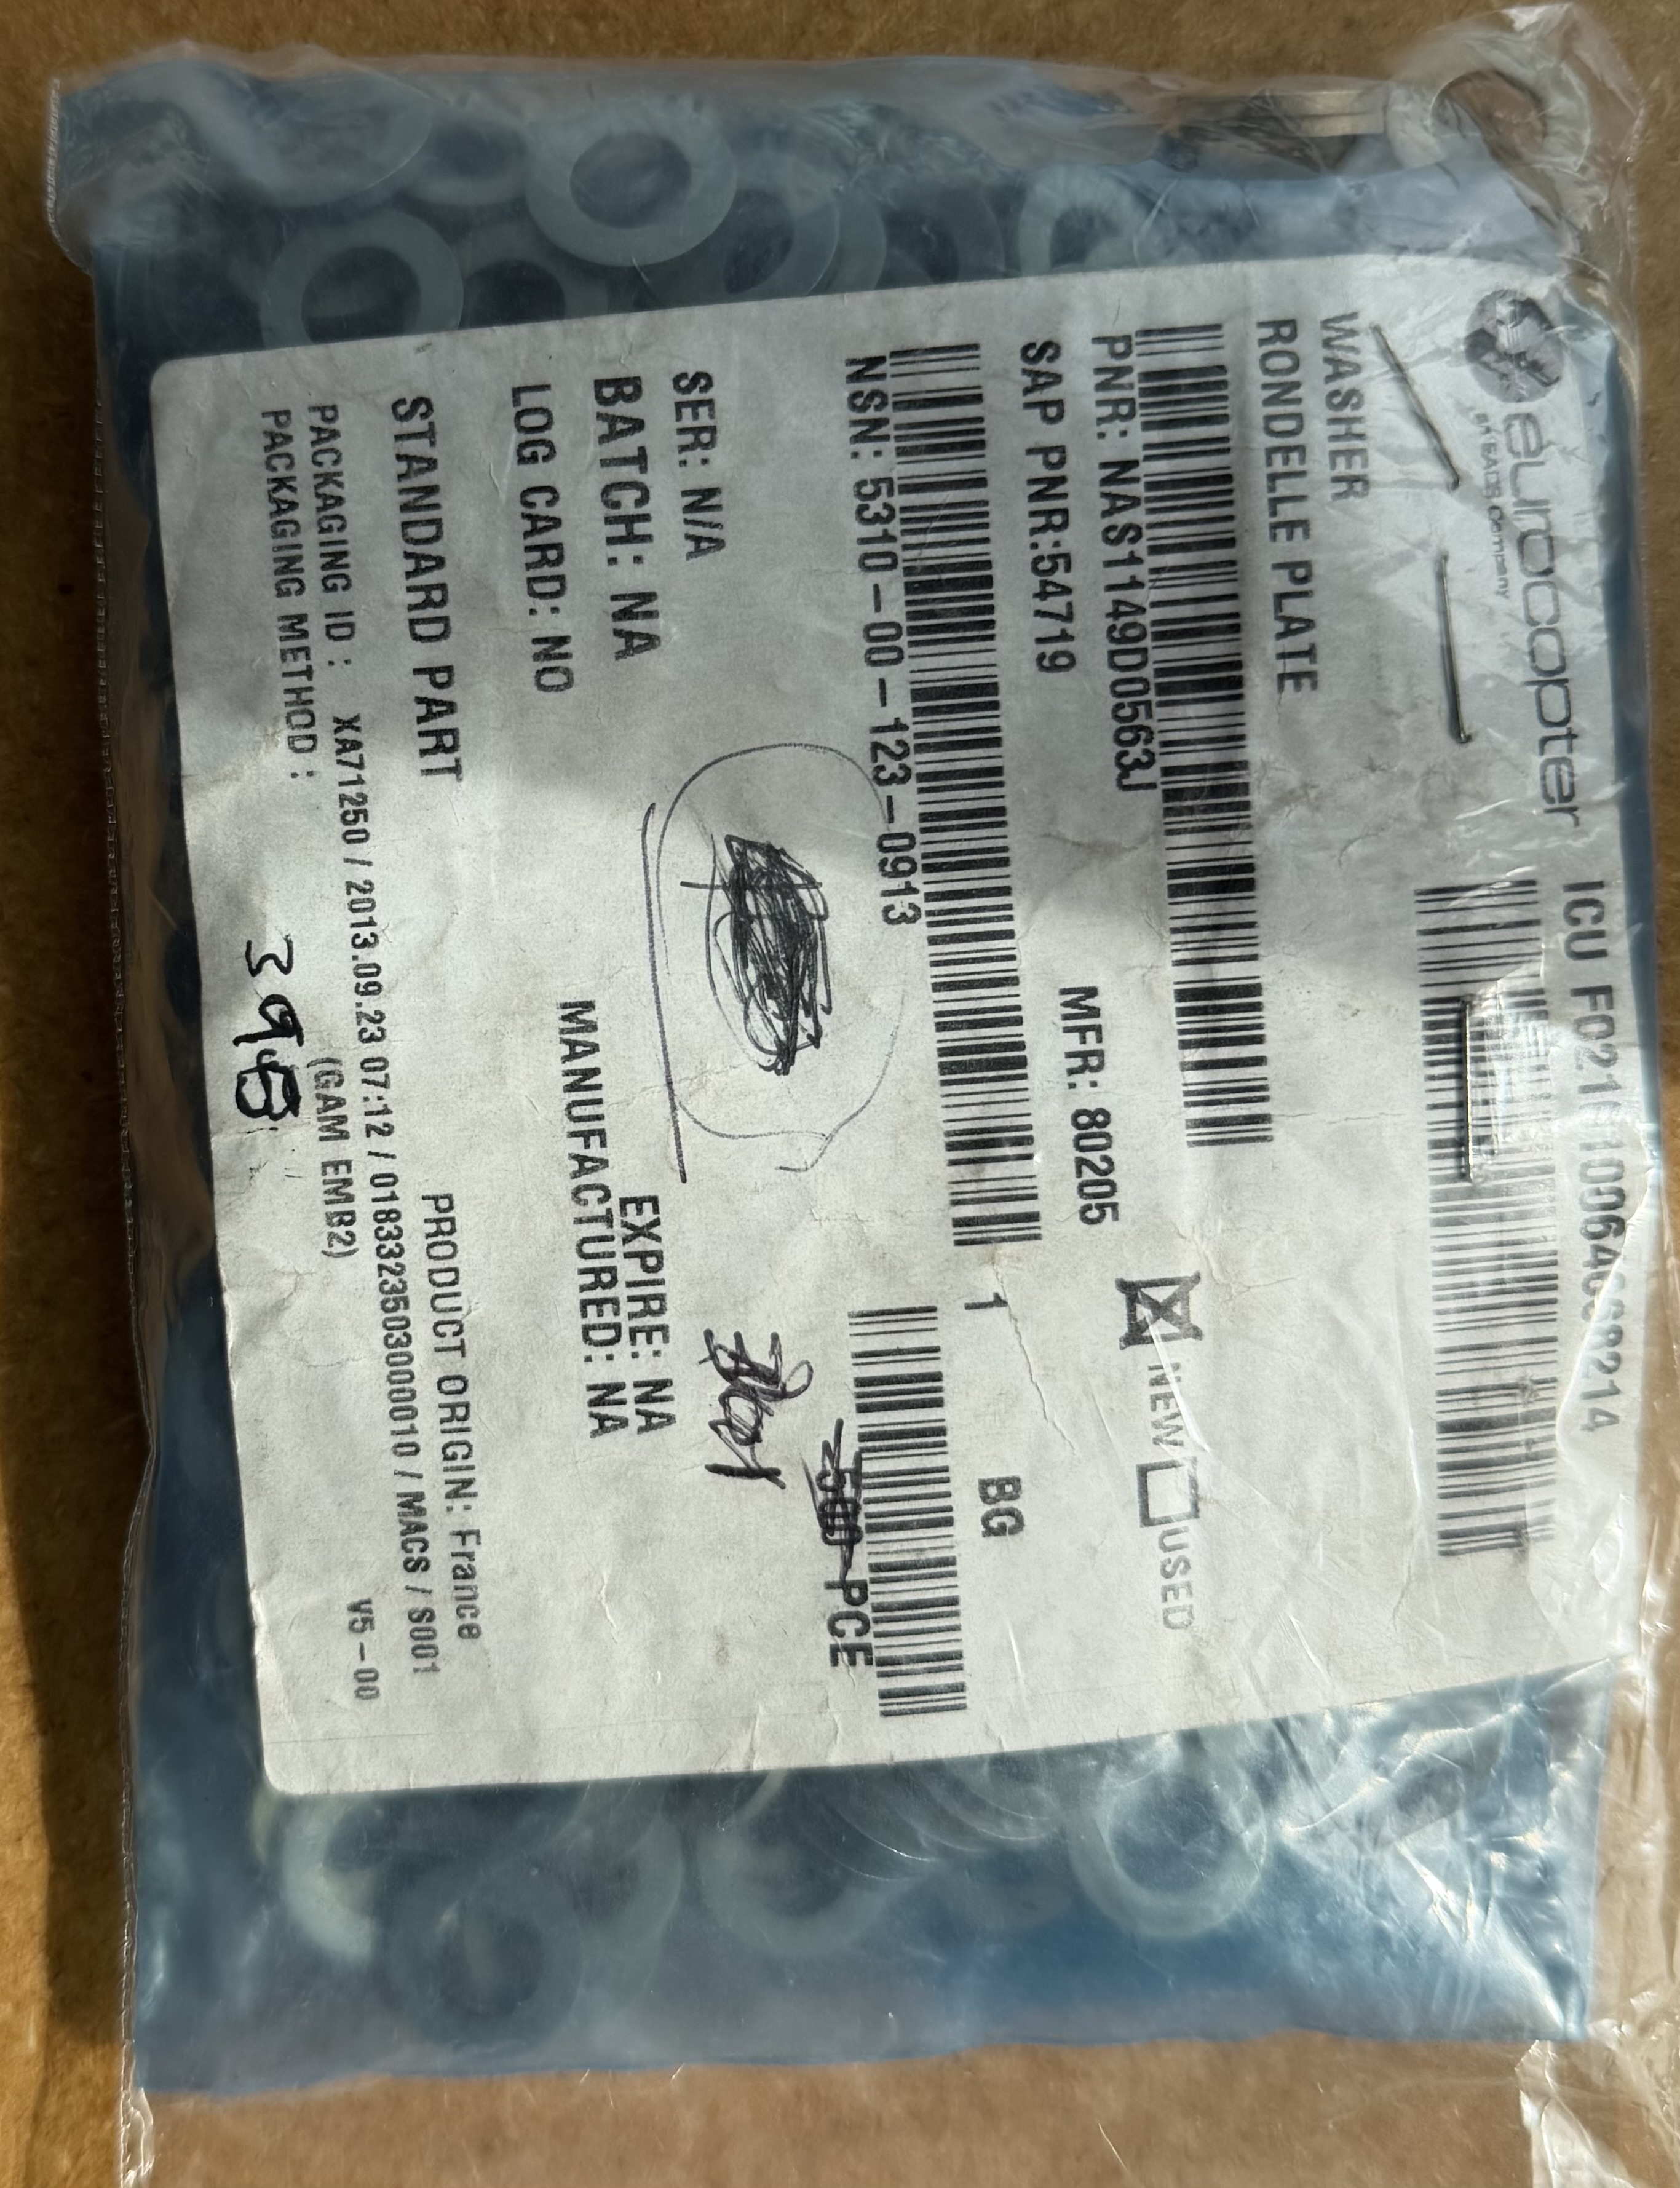 eurocopter
an EADS Company
WASHER
RONDELLE PLATE
PNR: NAS1149D0563J
MFR: 80205
NEW
USED
SAP PNR:54719
1 BG
NSN: 5310-00-123-0913
500 PCE
SER: N/A
BATCH: NA
EXPIRE: NA
LOG CARD: NO
MANUFACTURED: NA
STANDARD PART
PRODUCT ORIGIN: France
PACKAGING ID : XA71250 / 2013.09.23 07:12 / 0183323503000010 / MACS / S001
PACKAGING METHOD : (GAM EMB2)
V5-00